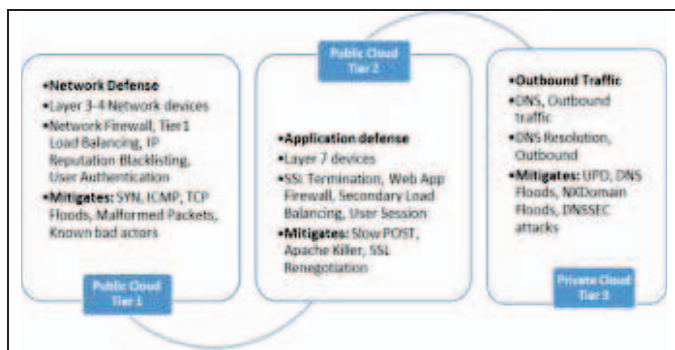 •Network Defense
•Layer 3-4 Network devices
•Network Firewall, Tier1
Load Balancing, IP
Reputation Blacklisting,
User Authentication
•Mitigates: SYN, ICMP, TCP
Floods, Malformed Packets,
Known bad actors
Public Cloud
Tier 1
Public Cloud
Tier 2
•Application defense
•Layer 7 devices
•SSL Termination, Web App
Firewall, Secondary Load
Balancing, User Session
•Mitigates: Slow POST,
Apache Killer, SSL
Renegotiation
•Outbound Traffic
•DNS, Outbound
traffic
•DNS Resolution,
Outbound
•Mitigates: UPD, DNS
Floods, NXDomain
Floods, DNSSEC
attacks
Private Cloud
Tier 3